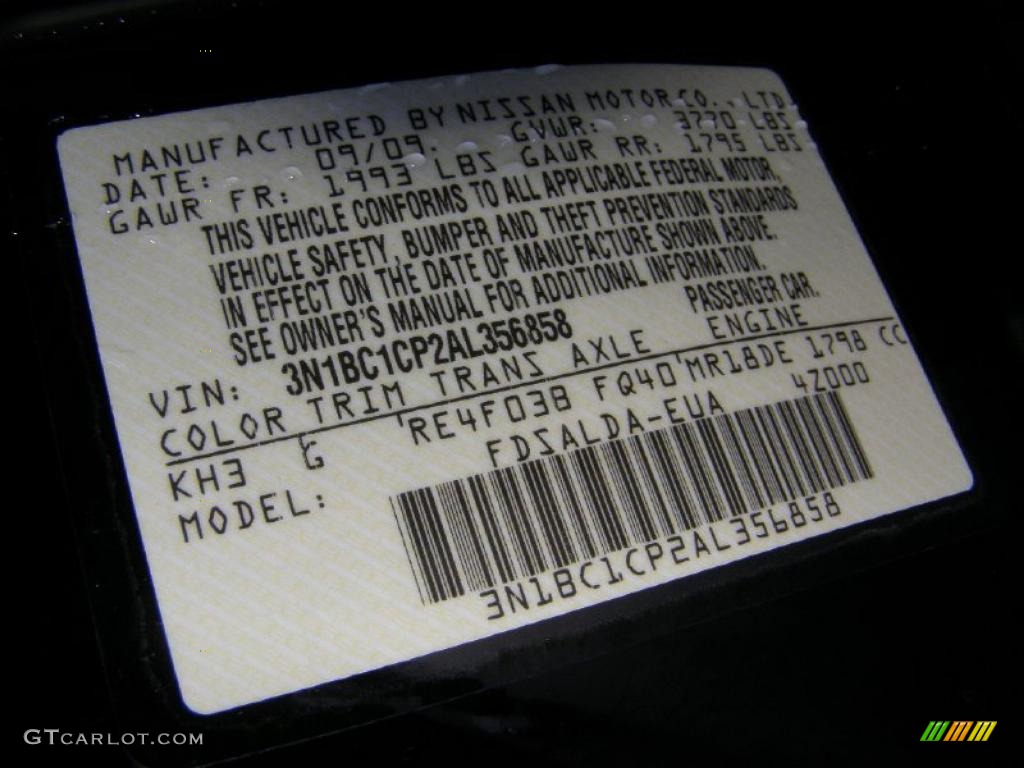 MANUFACTURED BY NISSAN MOTOR CO., LTD.
DATE: 09/09. GVWR: 3770 LBS
GAWR FR: 1993 LBS GAWR RR: 1795 LBS
THIS VEHICLE CONFORMS TO ALL APPLICABLE FEDERAL MOTOR
VEHICLE SAFETY, BUMPER AND THEFT PREVENTION STANDARDS
IN EFFECT ON THE DATE OF MANUFACTURE SHOWN ABOVE.
SEE OWNER'S MANUAL FOR ADDITIONAL INFORMATION.
VIN: 3N1BC1CP2AL356858 PASSENGER CAR.
COLOR TRIM TRANS AXLE ENGINE
KH3 G RE4F03B FQ40 MR18DE 1798 CC
MODEL: FDSALDA-EUA 4Z000
3N1BC1CP2AL356858
GTCARLOT.COM